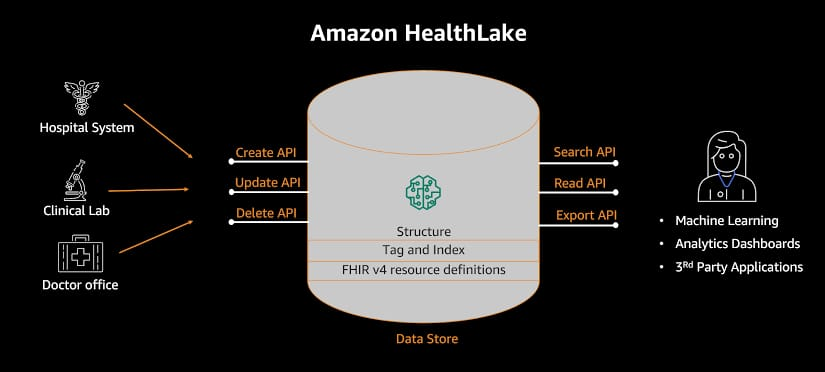 Amazon HealthLake
Hospital System
Clinical Lab
Doctor office
Create API
Update API
Delete API
Structure
Tag and Index
FHIR v4 resource definitions
Data Store
Search API
Read API
Export API
• Machine Learning
• Analytics Dashboards
• 3Rd Party Applications